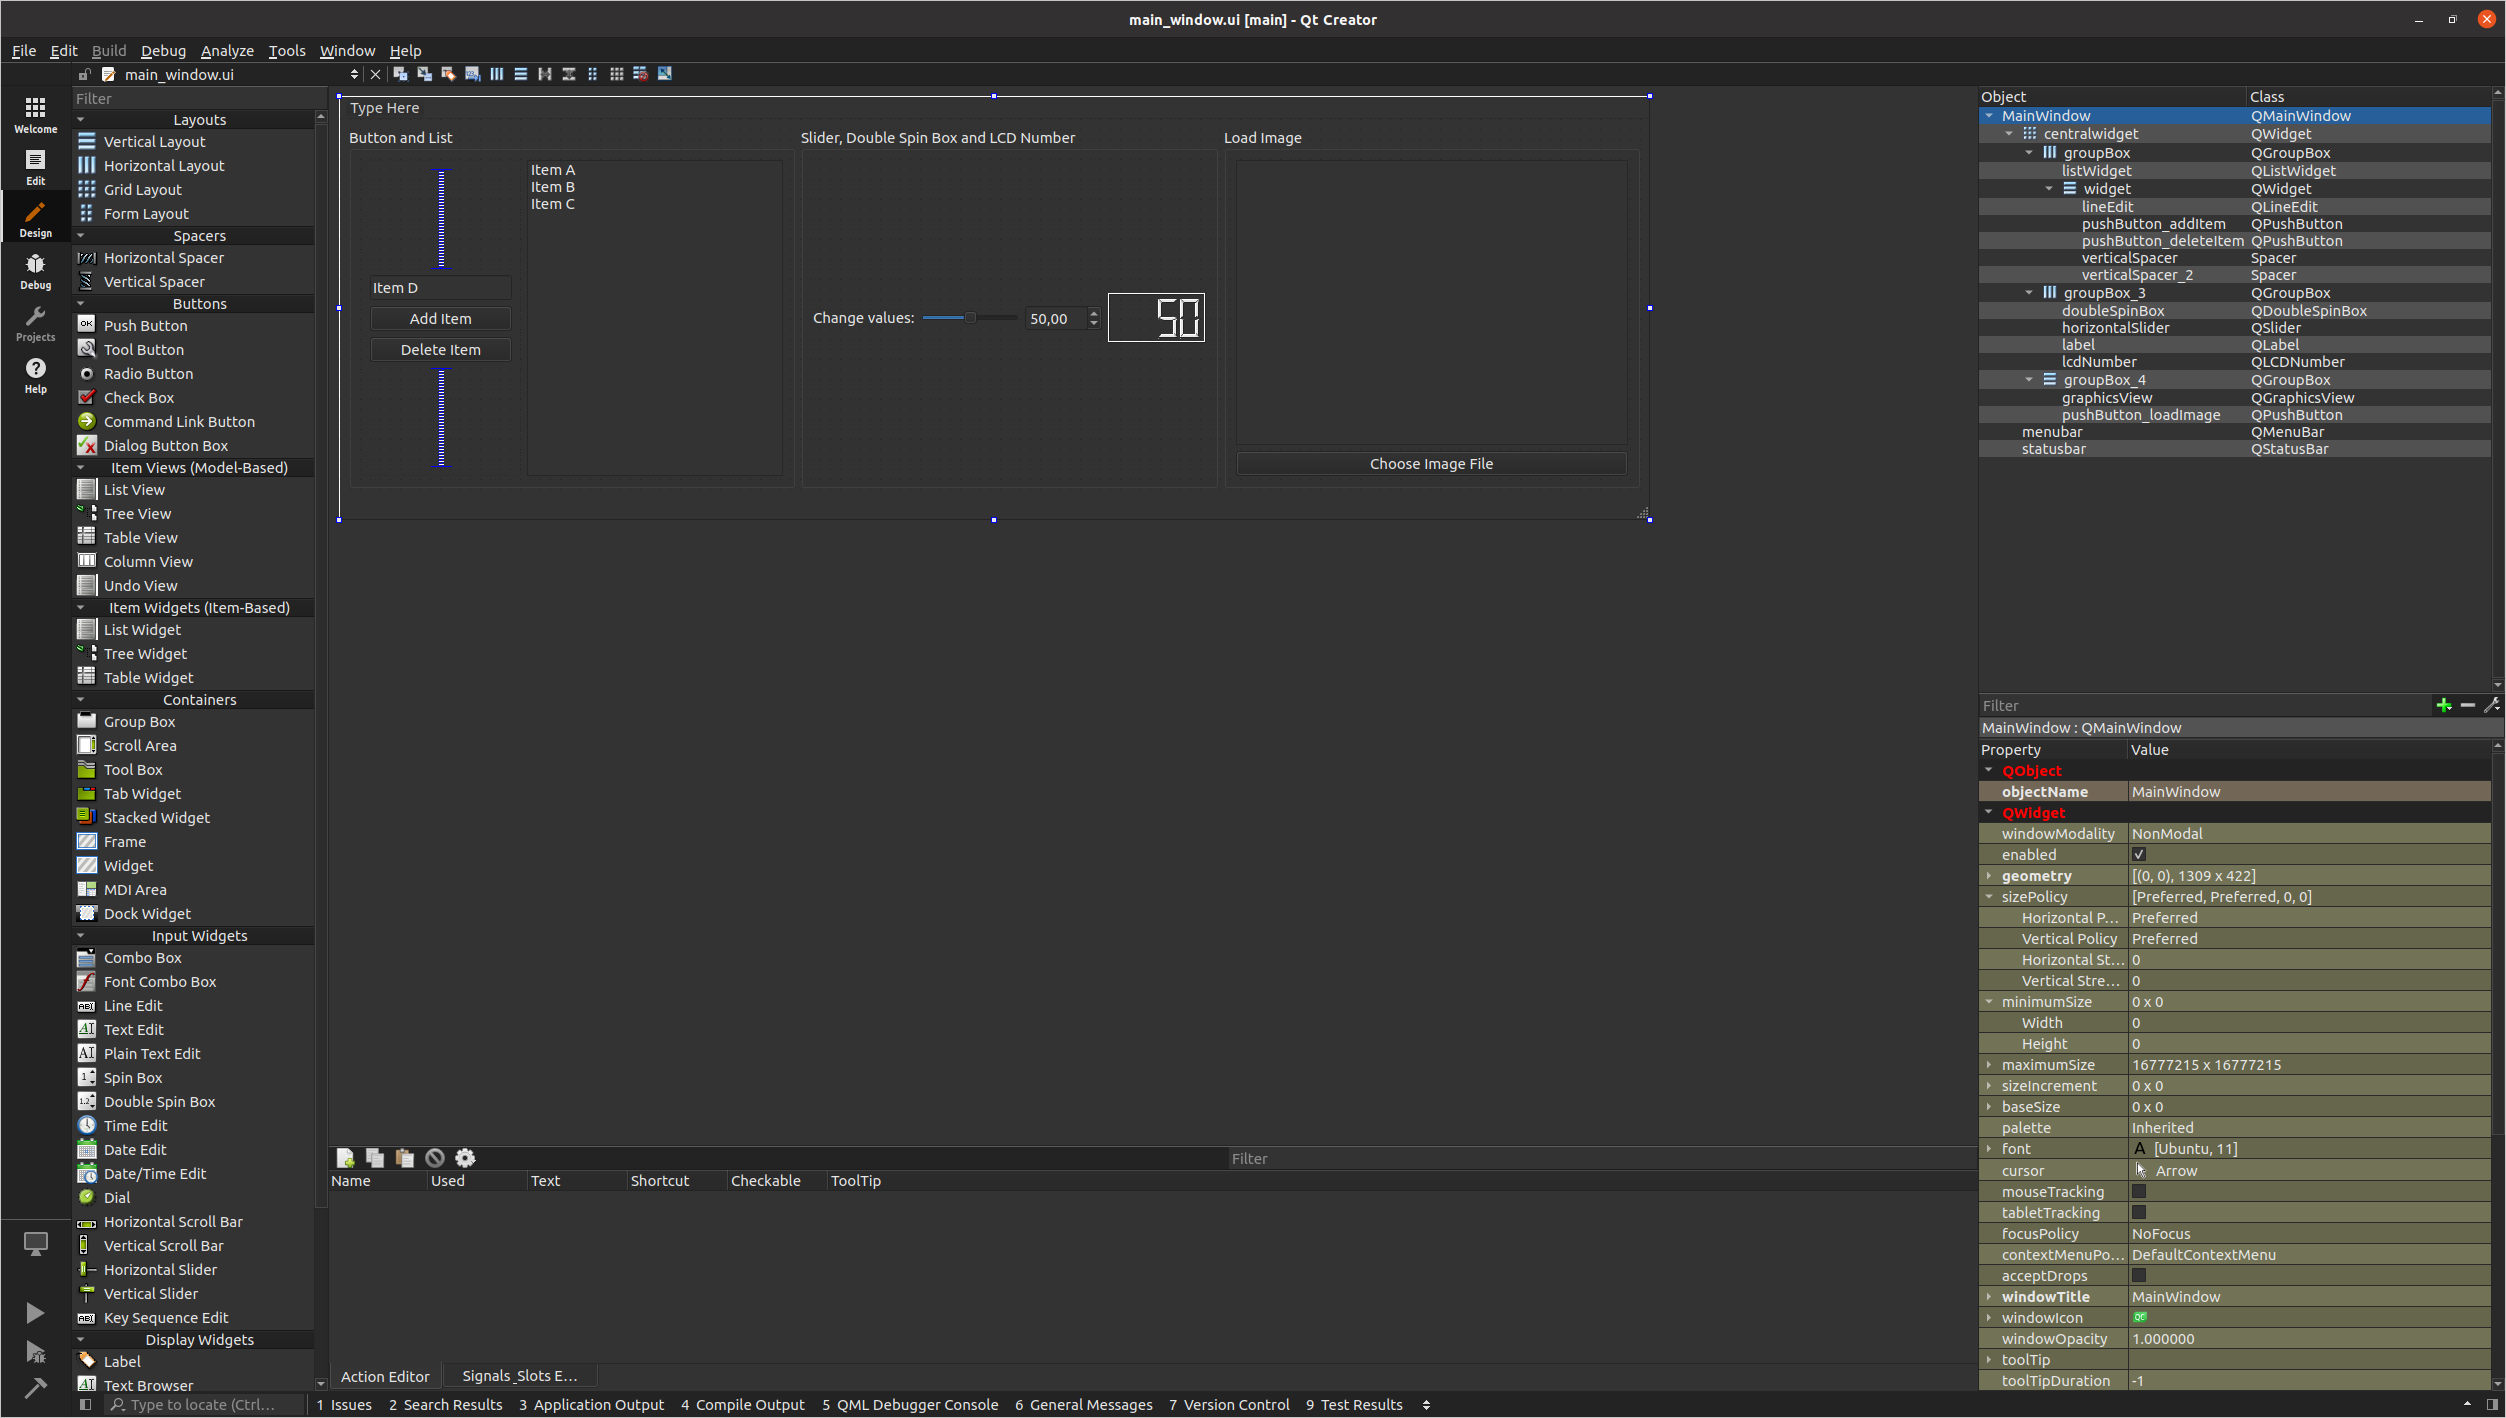 main_window.ui [main] - Qt Creator
File Edit Build Debug Analyze Tools Window Help
main_window.ui
Welcome
Edit
Design
Debug
Projects
Help
Filter
Layouts
Vertical Layout
Horizontal Layout
Grid Layout
Form Layout
Spacers
Horizontal Spacer
Vertical Spacer
Buttons
Push Button
Tool Button
Radio Button
Check Box
Command Link Button
Dialog Button Box
Item Views (Model-Based)
List View
Tree View
Table View
Column View
Undo View
Item Widgets (Item-Based)
List Widget
Tree Widget
Table Widget
Containers
Group Box
Scroll Area
Tool Box
Tab Widget
Stacked Widget
Frame
Widget
MDI Area
Dock Widget
Input Widgets
Combo Box
Font Combo Box
Line Edit
Text Edit
Plain Text Edit
Spin Box
Double Spin Box
Time Edit
Date Edit
Date/Time Edit
Dial
Horizontal Scroll Bar
Vertical Scroll Bar
Horizontal Slider
Vertical Slider
Key Sequence Edit
Display Widgets
Label
Text Browser
Type Here
Button and List
Item D
Add Item
Delete Item
Item A
Item B
Item C
Slider, Double Spin Box and LCD Number
Change values: 50,00 50
Load Image
Choose Image File
Filter
Name Used Text Shortcut Checkable ToolTip
Action Editor Signals_Slots E...
Object Class
MainWindow QMainWindow
centralwidget QWidget
groupBox QGroupBox
listWidget QListWidget
widget QWidget
lineEdit QLineEdit
pushButton_addItem QPushButton
pushButton_deleteItem QPushButton
verticalSpacer Spacer
verticalSpacer_2 Spacer
groupBox_3 QGroupBox
doubleSpinBox QDoubleSpinBox
horizontalSlider QSlider
label QLabel
lcdNumber QLCDNumber
groupBox_4 QGroupBox
graphicsView QGraphicsView
pushButton_loadImage QPushButton
menubar QMenuBar
statusbar QStatusBar
Filter
MainWindow : QMainWindow
Property Value
QObject
objectName MainWindow
QWidget
windowModality NonModal
enabled
geometry [(0, 0), 1309 x 422]
sizePolicy [Preferred, Preferred, 0, 0]
Horizontal P... Preferred
Vertical Policy Preferred
Horizontal St... 0
Vertical Stre... 0
minimumSize 0 x 0
Width 0
Height 0
maximumSize 16777215 x 16777215
sizeIncrement 0 x 0
baseSize 0 x 0
palette Inherited
font A [Ubuntu, 11]
cursor Arrow
mouseTracking
tabletTracking
focusPolicy NoFocus
contextMenuPo... DefaultContextMenu
acceptDrops
windowTitle MainWindow
windowIcon
windowOpacity 1.000000
toolTip
toolTipDuration -1
Type to locate (Ctrl... 1 Issues 2 Search Results 3 Application Output 4 Compile Output 5 QML Debugger Console 6 General Messages 7 Version Control 9 Test Results